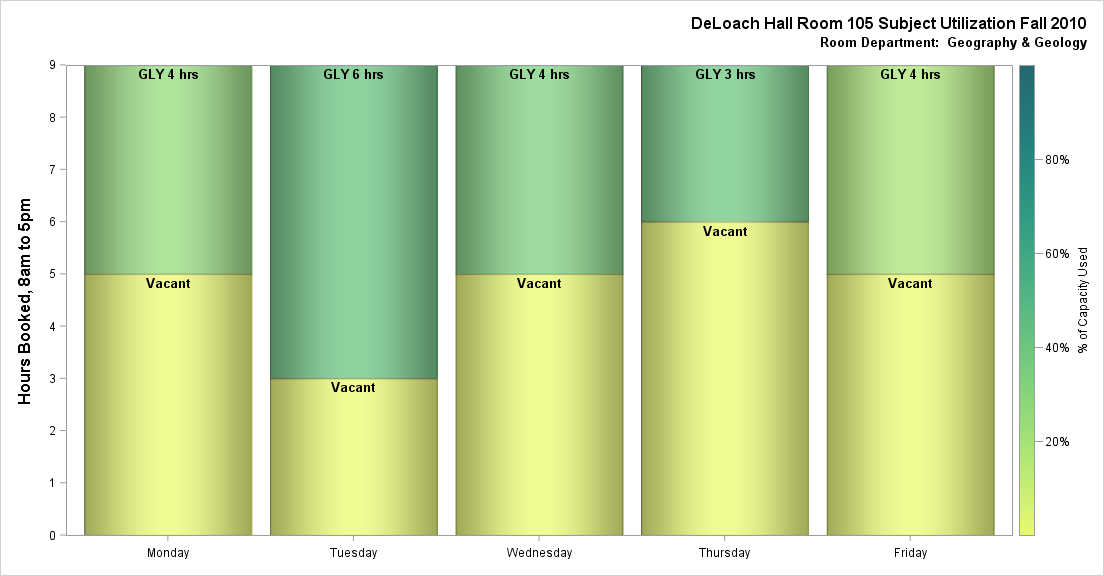 DeLoach Hall Room 105 Subject Utilization Fall 2010
Room Department: Geography & Geology
Hours Booked, 8am to 5pm
9
8
7
6
5
4
3
2
1
0
GLY 4 hrs
Vacant
GLY 6 hrs
Vacant
GLY 4 hrs
Vacant
GLY 3 hrs
Vacant
GLY 4 hrs
Vacant
Monday
Tuesday
Wednesday
Thursday
Friday
80%
60%
40%
20%
% of Capacity Used